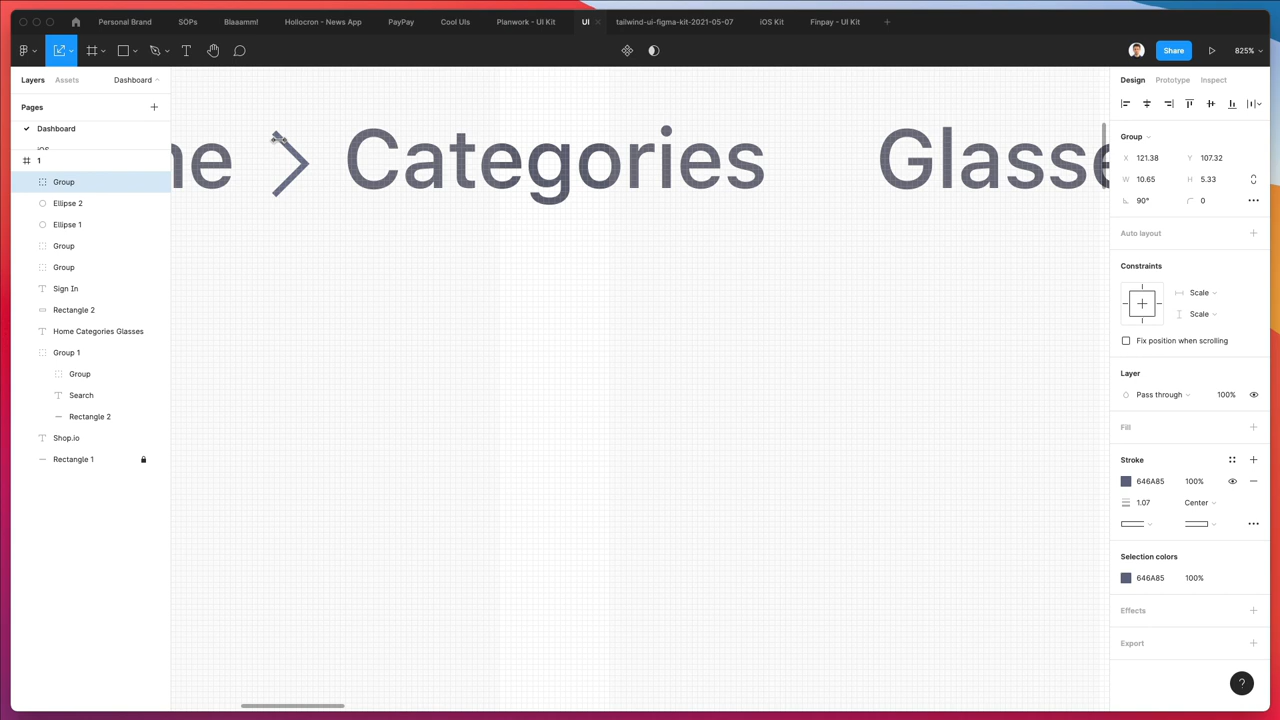 Personal Brand
SOPs
Blaaamm!
Holiocron - News App
PayPay
Cool UIs
Planwork - UI Kit
UI
tailwind-ui-figma-kit-2021-05-07
iOS Kit
Finpay - UI Kit
Share
825%
Layers
Assets
Dashboard
Pages
Dashboard
1
Group
Ellipse 2
Ellipse 1
Group
Group
Sign In
Rectangle 2
Home Categories Glasses
Group 1
Group
Search
Rectangle 2
Shop.io
Rectangle 1
me > Categories Glasse
Design
Prototype
Inspect
Group
X 121.38 Y 107.32
W 10.65 H 5.33
90° 0
Auto layout
Constraints
Scale
Scale
Fix position when scrolling
Layer
Pass through 100%
Fill
Stroke
646A85 100%
1.07 Center
Selection colors
646A85 100%
Effects
Export
?